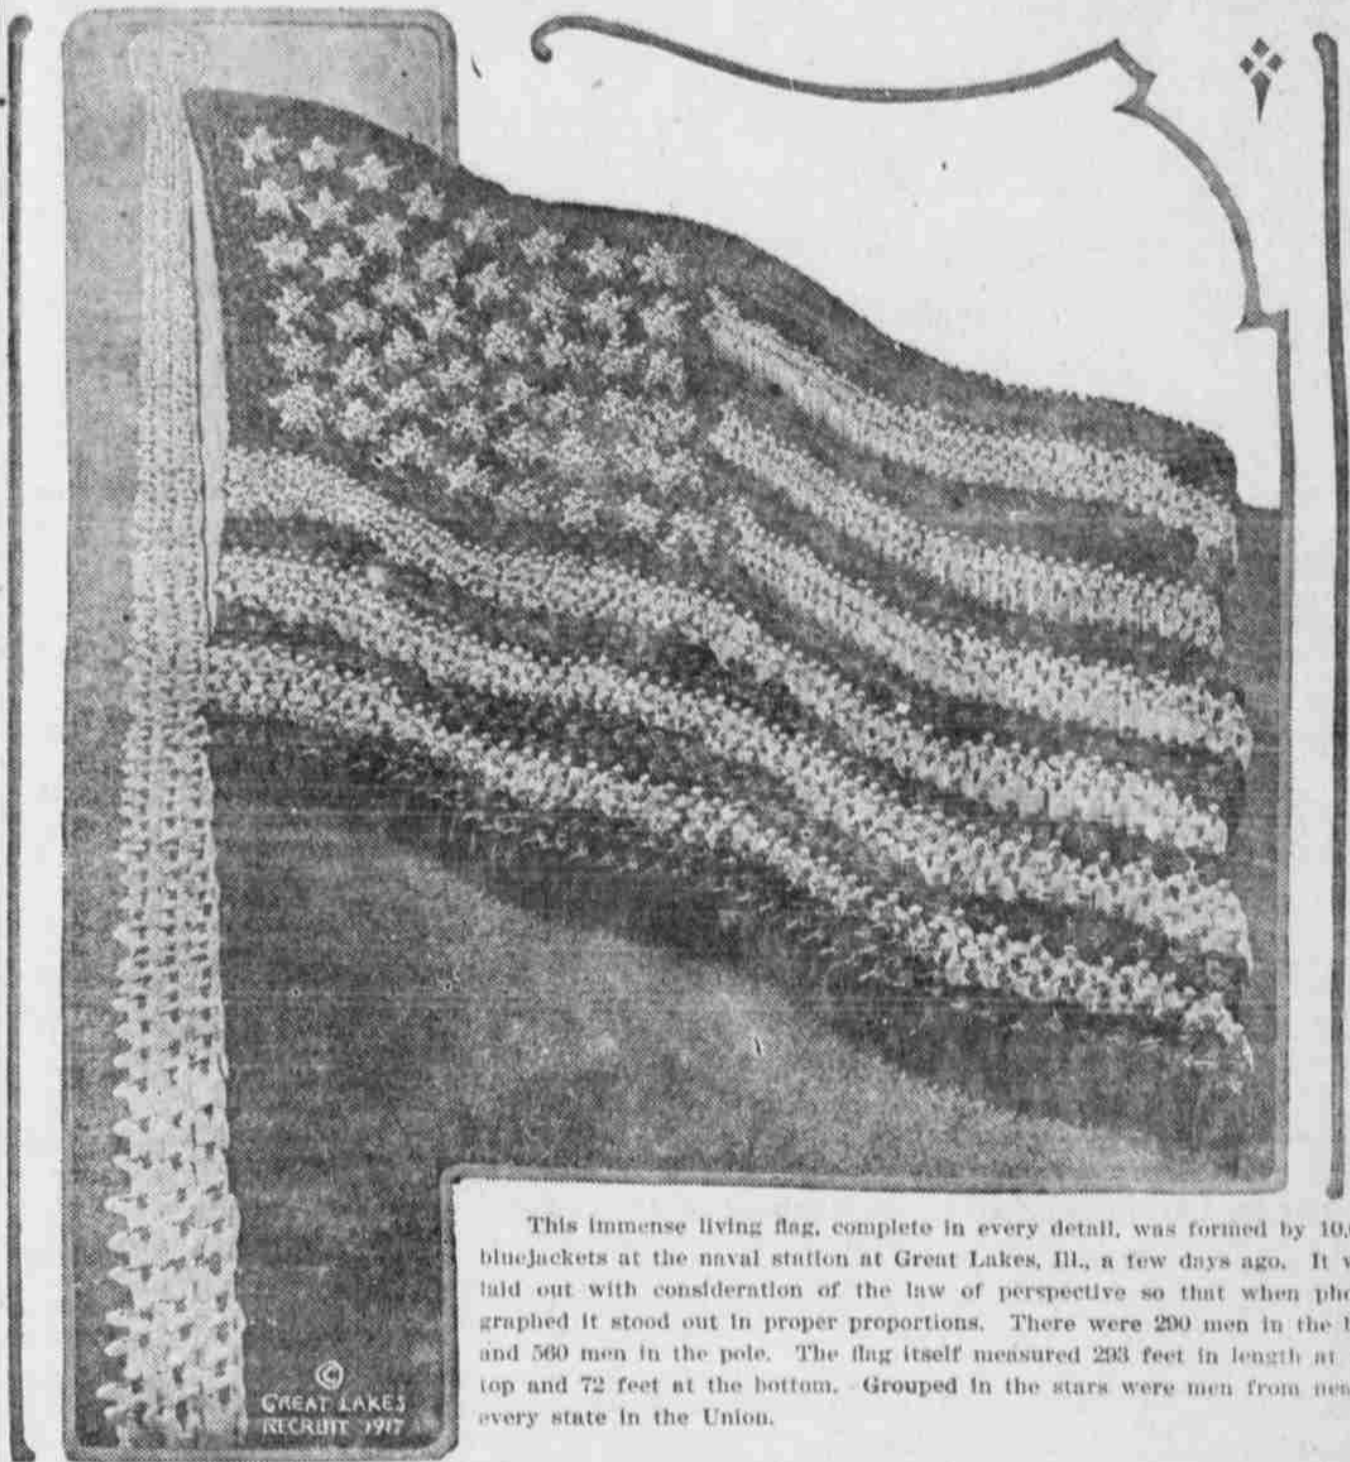 This immense living flag, complete in every detail, was formed by 10,
bluejackets at the naval station at Great Lakes, Ill., a few days ago. It
laid out with consideration of the law of perspective so that when pho
graphed it stood out in proper proportions. There were 290 men in the
and 560 men in the pole. The flag itself measured 293 feet in length at
top and 72 feet at the bottom. Grouped in the stars were men from
every state in the Union.
©
GREAT LAKES
RECRUIT 1917